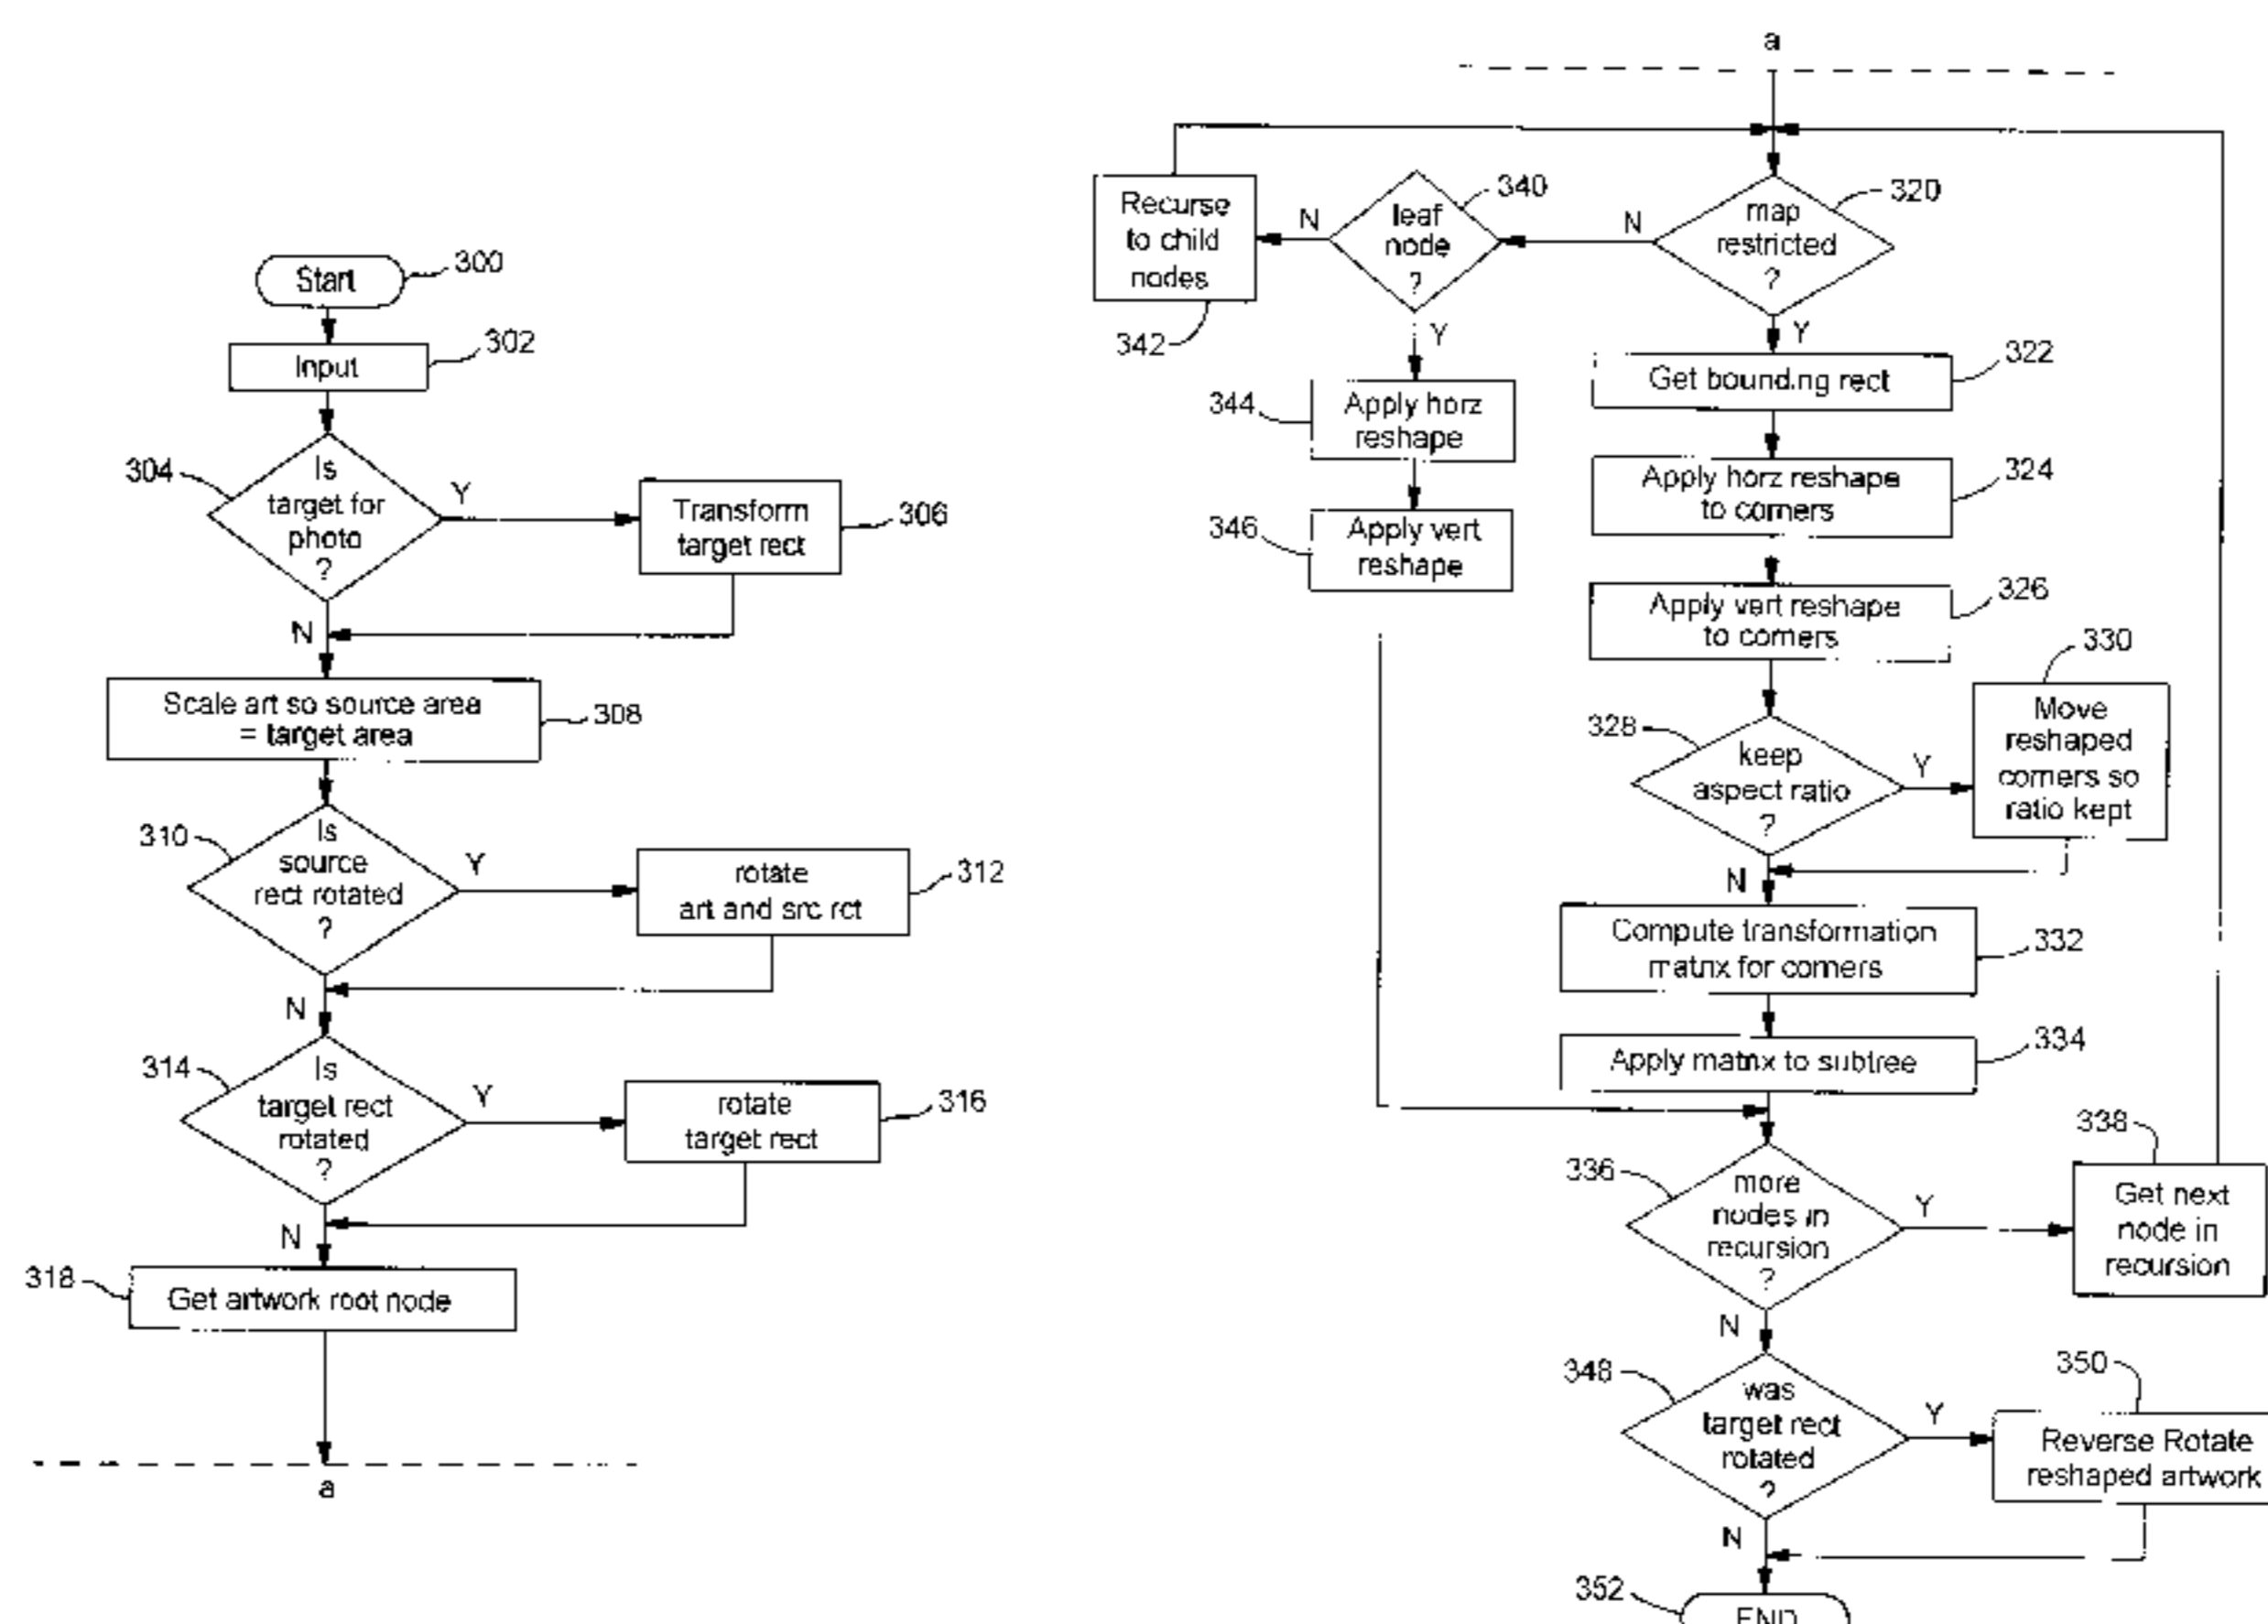 Start
300
Input
302
304
Is
target for
photo
?
Y
Transform
target rect
306
N
Scale art so source area
= target area
308
310
Is
source
rect rotated
?
Y
rotate
art and src rct
312
N
314
Is
target rect
rotated
?
Y
rotate
target rect
316
N
318
Get artwork root node
a
a
Recurse
to child
nodes
342
N
leaf
node
?
340
N
map
restricted
?
320
Y
Y
344
Apply horz
reshape
346
Apply vert
reshape
Get bounding rect
322
Apply horz reshape
to corners
324
Apply vert reshape
to corners
326
328
keep
aspect ratio
?
Y
330
Move
reshaped
corners so
ratio kept
N
Compute transformation
matrix for corners
332
Apply matrix to subtree
334
336
more
nodes in
recursion
?
Y
338
Get next
node in
recursion
N
348
was
target rect
rotated
?
Y
350
Reverse Rotate
reshaped artwork
N
352
END